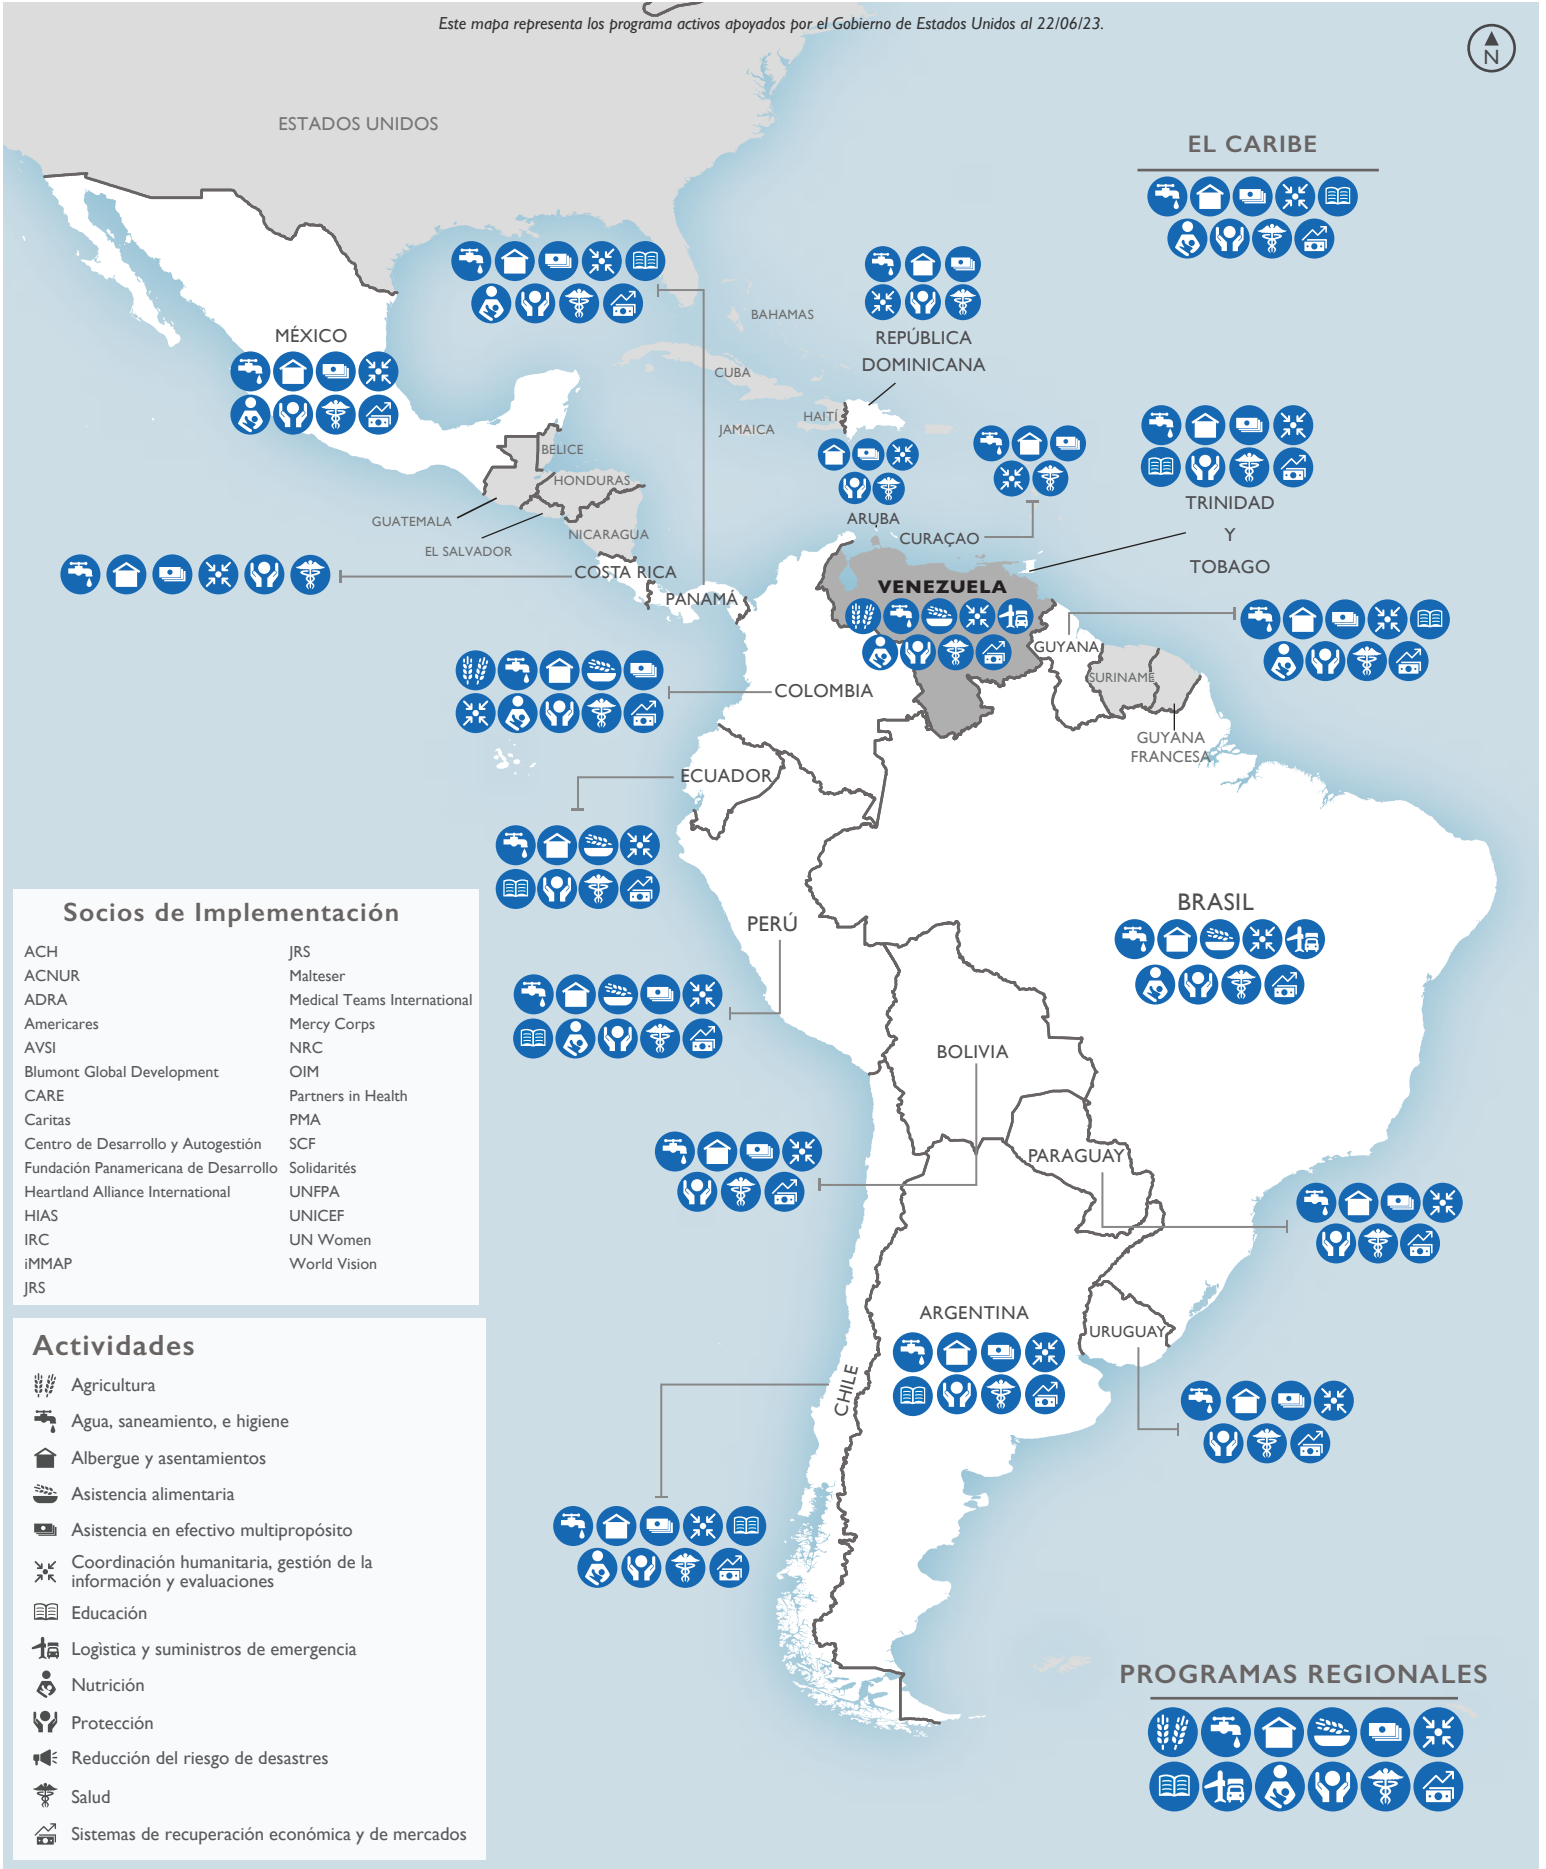 Este mapa representa los programa activos apoyados por el Gobierno de Estados Unidos al 22/06/23.
N
ESTADOS UNIDOS
EL CARIBE
MÉXICO
BAHAMAS
REPÚBLICA
DOMINICANA
CUBA
HAITÍ
JAMAICA
BELICE
HONDURAS
GUATEMALA
EL SALVADOR
NICARAGUA
ARUBA
CURAÇAO
TRINIDAD
Y
TOBAGO
COSTA RICA
PANAMÁ
VENEZUELA
GUYANA
SURINAME
GUYANA
FRANCESA
COLOMBIA
ECUADOR
PERÚ
BRASIL
BOLIVIA
PARAGUAY
ARGENTINA
URUGUAY
CHILE
Socios de Implementación
ACH
ACNUR
ADRA
Americares
AVSI
Blumont Global Development
CARE
Caritas
Centro de Desarrollo y Autogestión
Fundación Panamericana de Desarrollo
Heartland Alliance International
HIAS
IRC
iMMAP
JRS
JRS
Malteser
Medical Teams International
Mercy Corps
NRC
OIM
Partners in Health
PMA
SCF
Solidarités
UNFPA
UNICEF
UN Women
World Vision
Actividades
Agricultura
Agua, saneamiento, e higiene
Albergue y asentamientos
Asistencia alimentaria
Asistencia en efectivo multipropósito
Coordinación humanitaria, gestión de la
información y evaluaciones
Educación
Logìstica y suministros de emergencia
Nutrición
Protección
Reducción del riesgo de desastres
Salud
Sistemas de recuperación económica y de mercados
PROGRAMAS REGIONALES